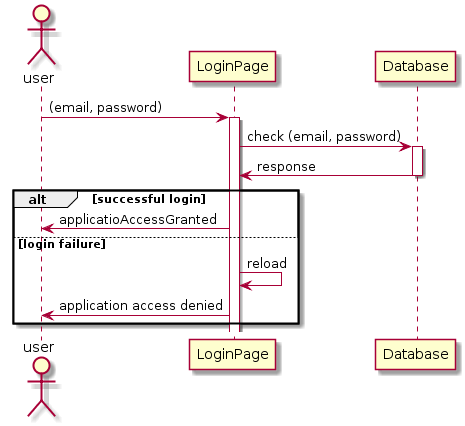 user
LoginPage
Database
(email, password)
check (email, password)
response
alt
[successful login]
applicatioAccessGranted
[login failure]
reload
application access denied
user
LoginPage
Database